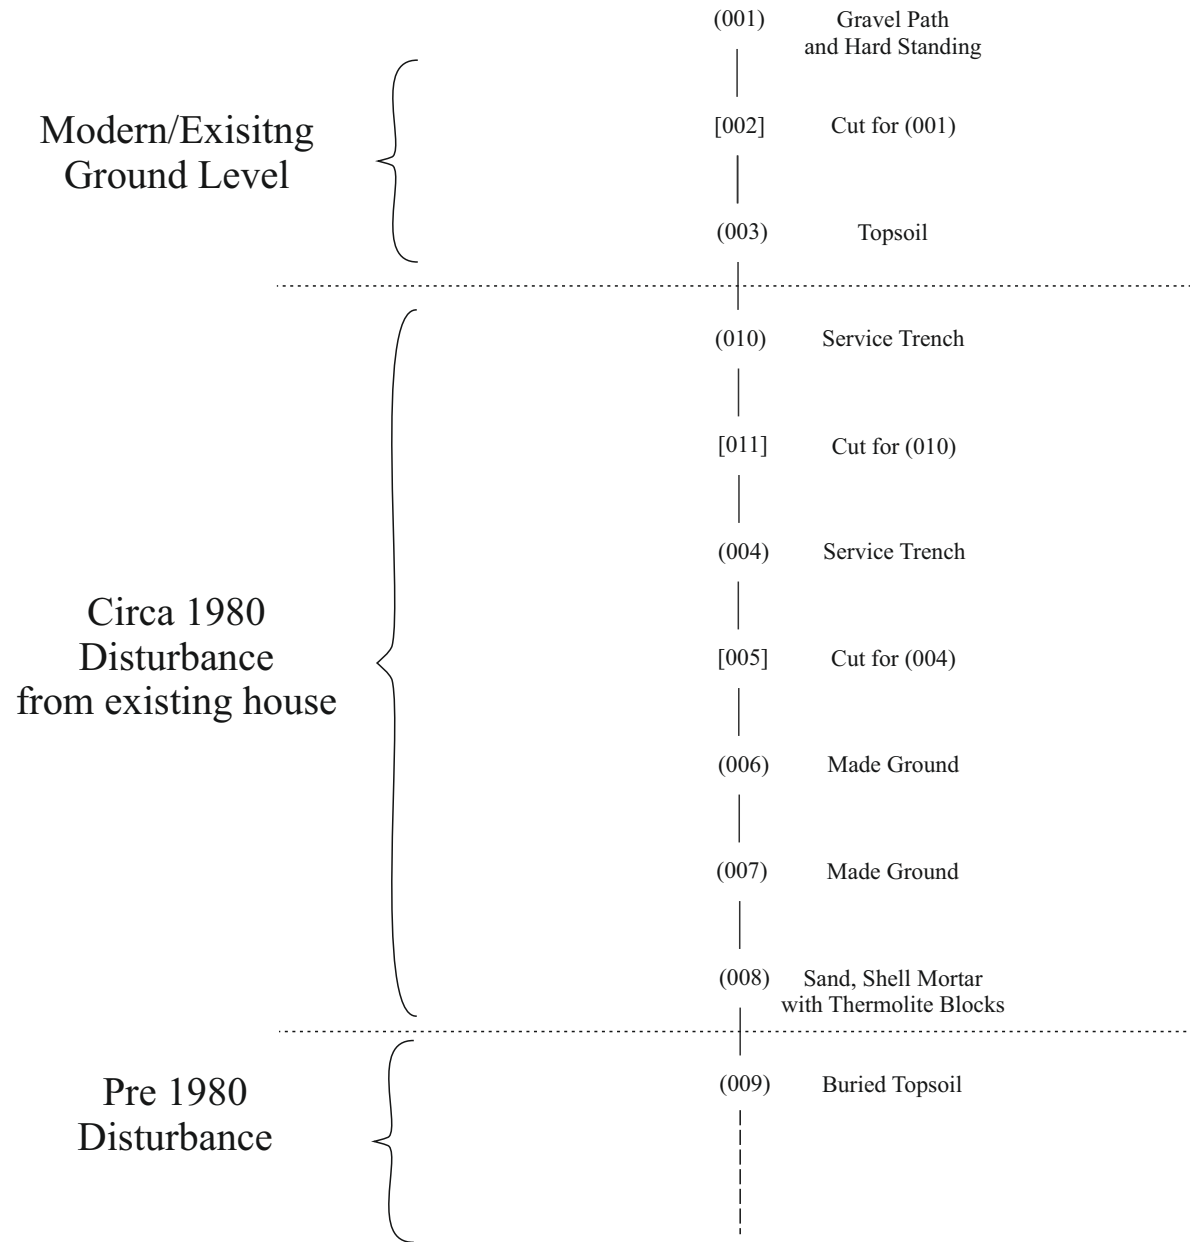 (001) Gravel Path
and Hard Standing
Modern/Exisitng
Ground Level
[002] Cut for (001)
(003) Topsoil
(010) Service Trench
[011] Cut for (010)
(004) Service Trench
Circa 1980
Disturbance
from existing house
[005] Cut for (004)
(006) Made Ground
(007) Made Ground
(008) Sand, Shell Mortar
with Thermolite Blocks
Pre 1980
Disturbance
(009) Buried Topsoil